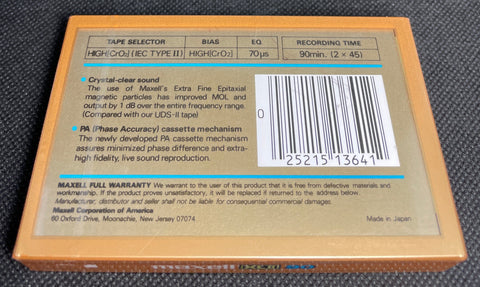 TAPE SELECTOR BIAS EQ RECORDING TIME
HIGH[CrO2] (IEC TYPE II) HIGH[CrO2] 70μs 90min. (2 × 45)
● Crystal-clear sound
The use of Maxell's Extra Fine Epitaxial
magnetic particles has improved MOL and
output by 1 dB over the entire frequency range.
(Compared with our UDS-II tape)
● PA (Phase Accuracy) cassette mechanism
The newly developed PA cassette mechanism
assures minimized phase difference and extra-
high fidelity, live sound reproduction.
0
25215 13641
MAXELL FULL WARRANTY We warrant to the user of this product that it is free from defective materials and
workmanship. If the product proves unsatisfactory, it will be replaced if returned to the address below.
Manufacturer, distributor and seller shall not be liable for consequential commercial damages.
Maxell Corporation of America
60 Oxford Drive, Moonachie, New Jersey 07074
Made in Japan
maxell